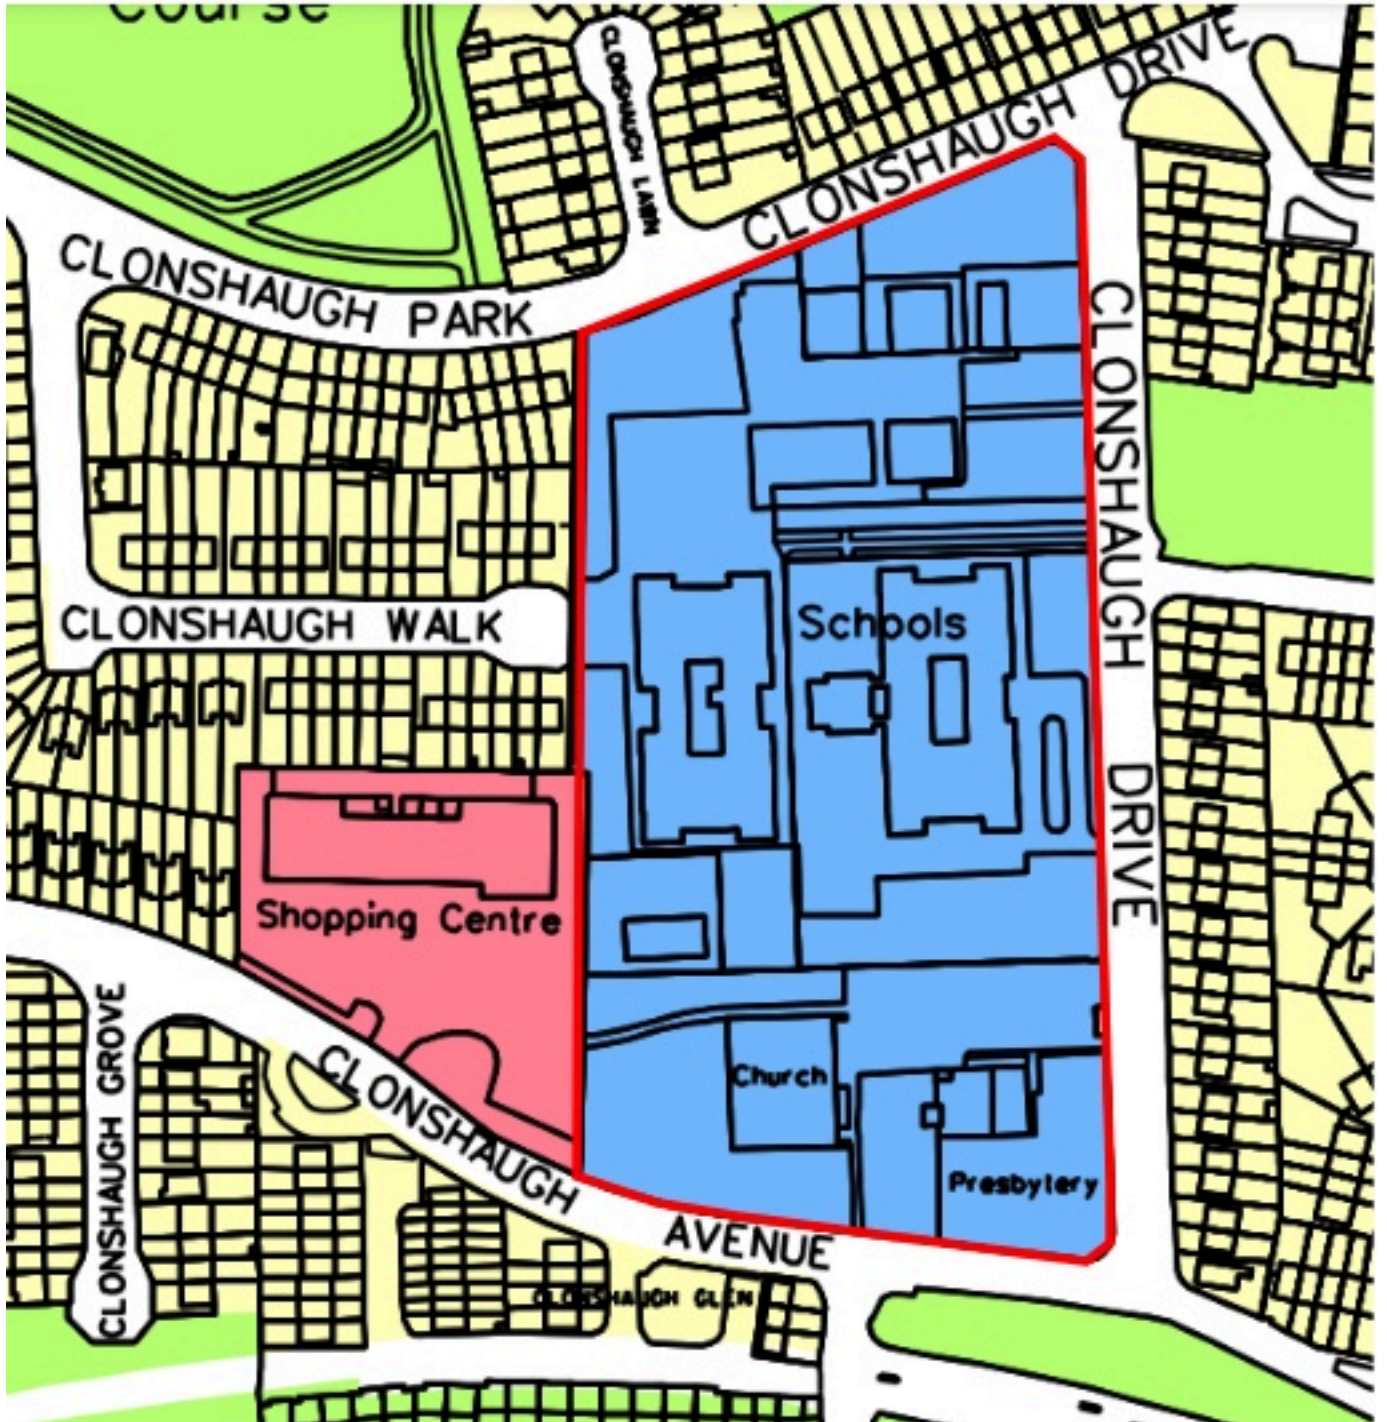 Course
CLONSHAUGH LAWN
CLONSHAUGH DRIVE
CLONSHAUGH PARK
CLONSHAUGH DRIVE
CLONSHAUGH WALK
Schools
Shopping Centre
CLONSHAUGH GROVE
Church
Presbytery
CLONSHAUGH AVENUE
CLONSHAUGH GLEN